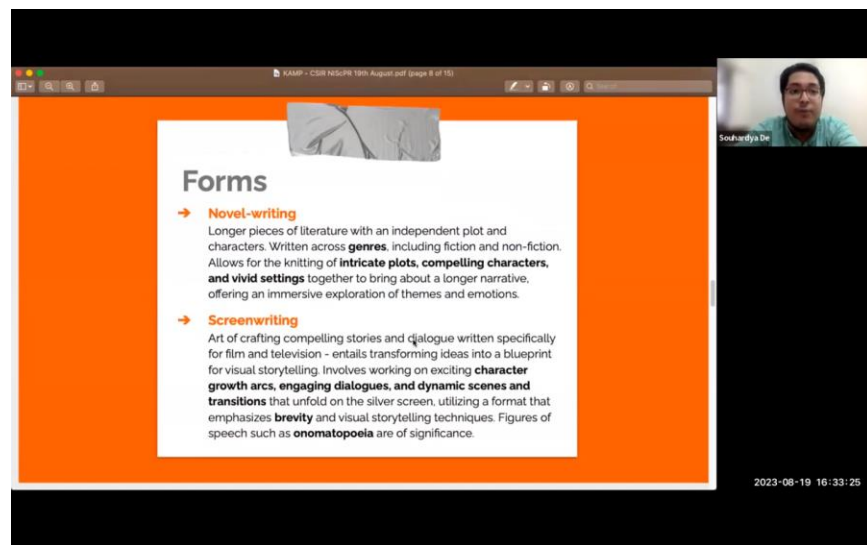 KAMP - CSIR NIScPR 19th August.pdf (page 8 of 15)
Search
Souhardya De
Forms
→ Novel-writing
Longer pieces of literature with an independent plot and
characters. Written across genres, including fiction and non-fiction.
Allows for the knitting of intricate plots, compelling characters,
and vivid settings together to bring about a longer narrative,
offering an immersive exploration of themes and emotions.
→ Screenwriting
Art of crafting compelling stories and dialogue written specifically
for film and television - entails transforming ideas into a blueprint
for visual storytelling. Involves working on exciting character
growth arcs, engaging dialogues, and dynamic scenes and
transitions that unfold on the silver screen, utilizing a format that
emphasizes brevity and visual storytelling techniques. Figures of
speech such as onomatopoeia are of significance.
2023-08-19 16:33:25